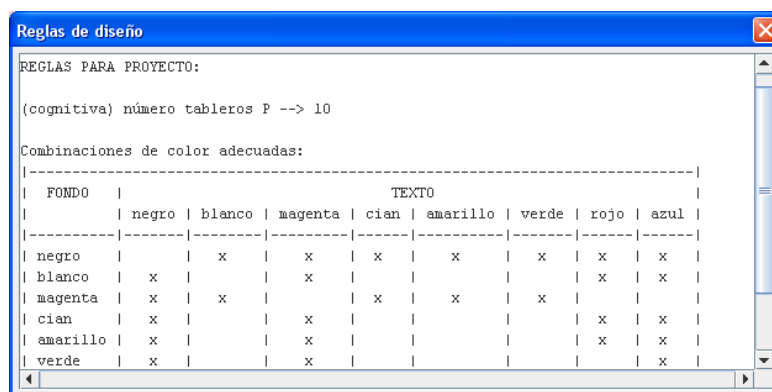 Reglas de diseño
REGLAS PARA PROYECTO:
(cognitiva) número tableros P --> 10
Combinaciones de color adecuadas:
|--------------------------------------------------------------------------------|
| FONDO | TEXTO |
| | negro | blanco | magenta | cian | amarillo | verde | rojo | azul |
|----------|-------|--------|---------|------|----------|-------|------|------|
| negro | | x | x | x | x | x | x | x |
| blanco | x | | x | | | | x | x |
| magenta | x | x | | x | x | x | | |
| cian | x | | x | | | | x | x |
| amarillo | x | | x | | | | x | x |
| verde | x | | x | | | | | x |